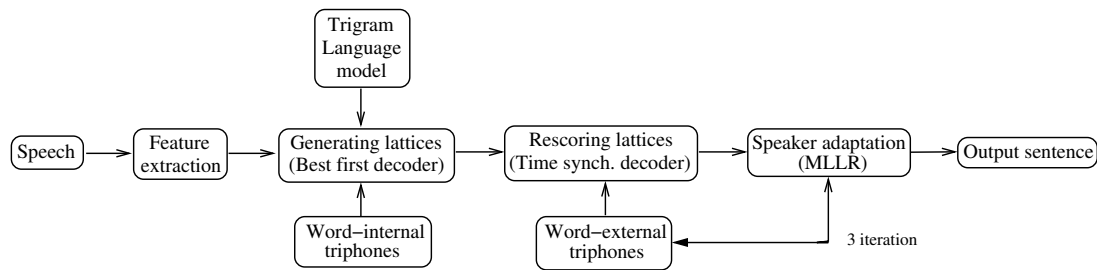 Trigram
Language
model
Speech
Feature
extraction
Generating lattices
(Best first decoder)
Rescoring lattices
(Time synch. decoder)
Speaker adaptation
(MLLR)
Output sentence
Word−internal
triphones
Word−external
triphones
3 iteration